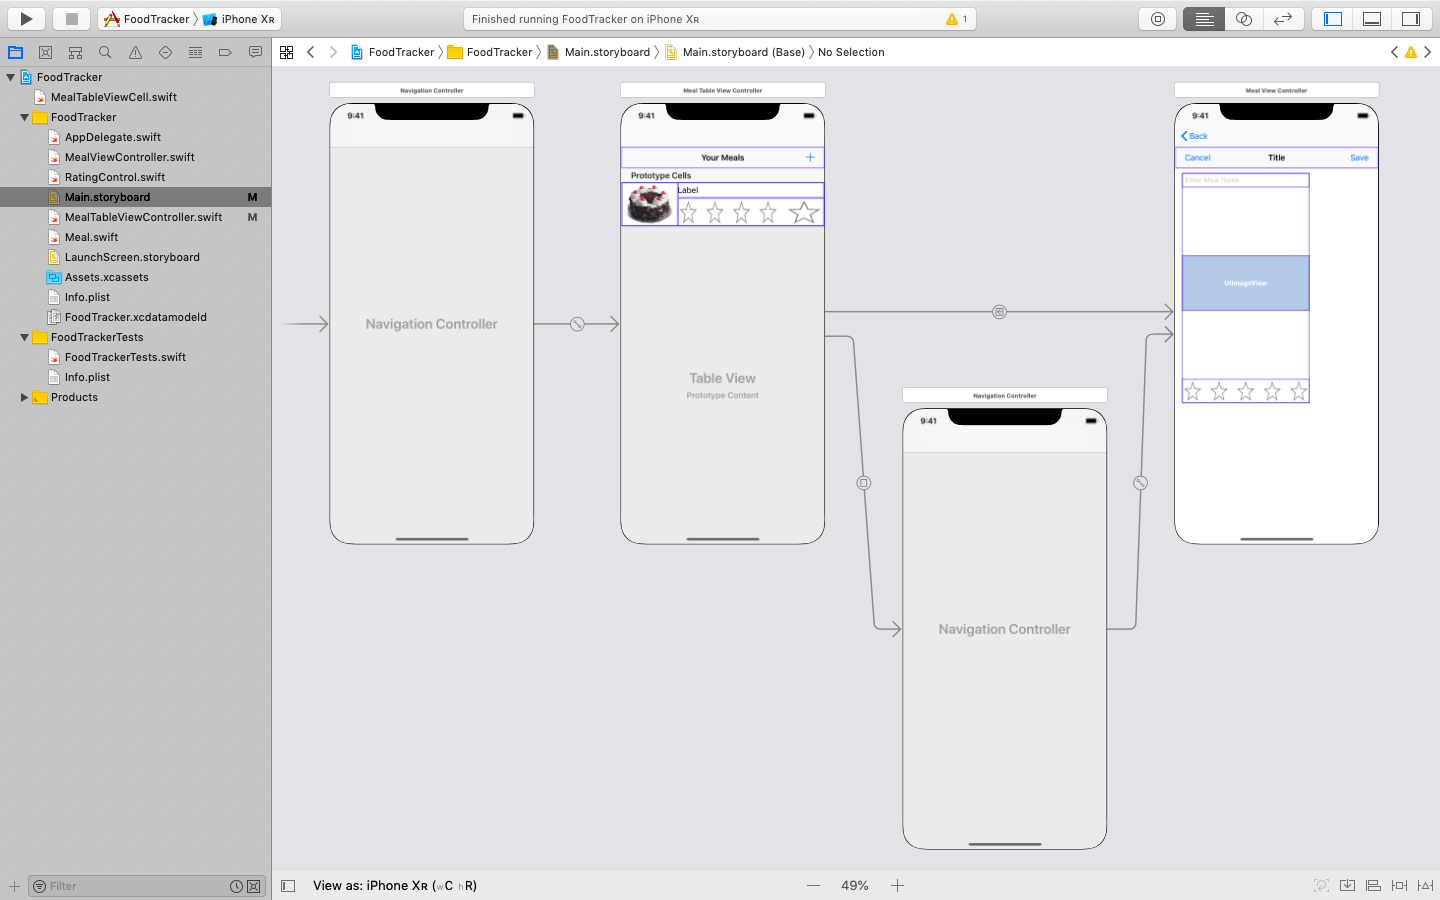 FoodTracker iPhone XR
Finished running FoodTracker on iPhone XR
1
FoodTracker FoodTracker Main.storyboard Main.storyboard (Base) No Selection
FoodTracker
MealTableViewCell.swift
FoodTracker
AppDelegate.swift
MealViewController.swift
RatingControl.swift
Main.storyboard M
MealTableViewController.swift M
Meal.swift
LaunchScreen.storyboard
Assets.xcassets
Info.plist
FoodTracker.xcdatamodeld
FoodTrackerTests
FoodTrackerTests.swift
Info.plist
Products
Filter
Navigation Controller
9:41
Navigation Controller
Meal Table View Controller
9:41
Your Meals
Prototype Cells
Label
Table View
Prototype Content
Navigation Controller
9:41
Navigation Controller
Meal View Controller
9:41
Back
Cancel Title Save
Enter Meal Name
UIImageView
View as: iPhone XR (wC hR)
49%